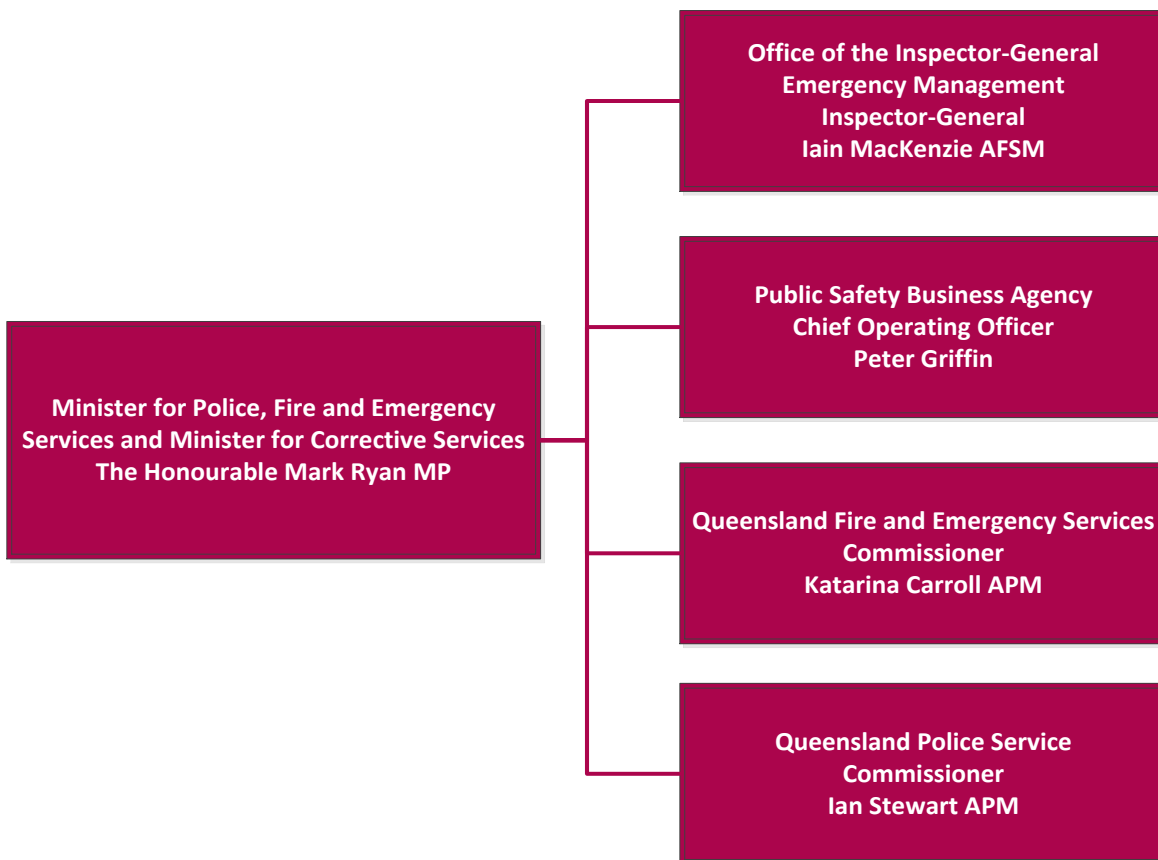 Office of the Inspector-General
Emergency Management
Inspector-General
Iain MacKenzie AFSM
Public Safety Business Agency
Chief Operating Officer
Peter Griffin
Minister for Police, Fire and Emergency
Services and Minister for Corrective Services
The Honourable Mark Ryan MP
Queensland Fire and Emergency Services
Commissioner
Katarina Carroll APM
Queensland Police Service
Commissioner
Ian Stewart APM